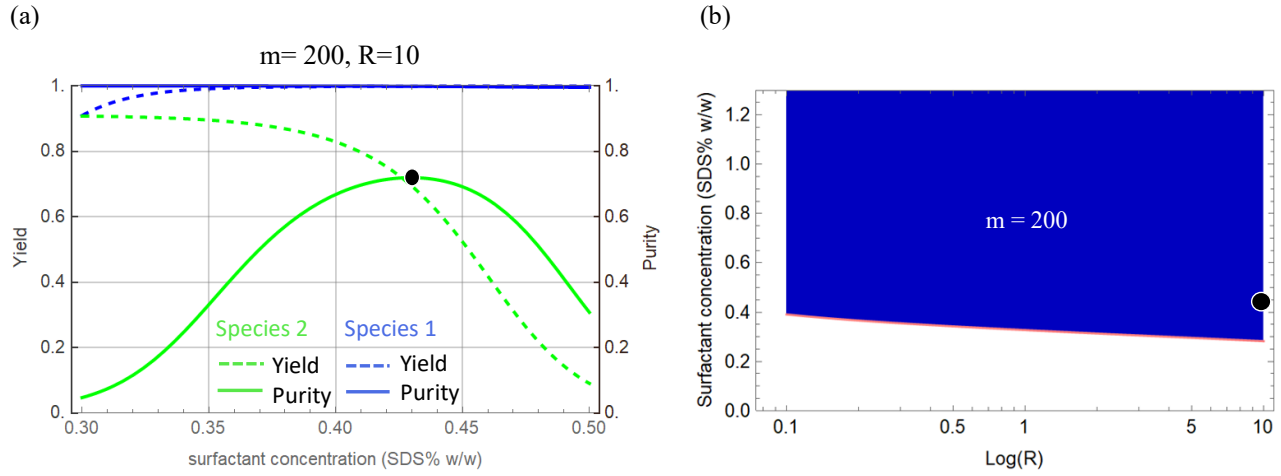 (a)
m= 200, R=10
1.
0.8
0.6
0.4
0.2
0.
Yield
1.
0.8
0.6
0.4
0.2
0.
Purity
Species 2 Species 1
Yield Yield
Purity Purity
0.30 0.35 0.40 0.45 0.50
surfactant concentration (SDS% w/w)
(b)
Surfactant concentration (SDS% w/w)
1.2
1.0
0.8
0.6
0.4
0.2
0.0
m = 200
0.1 0.5 1 5 10
Log(R)